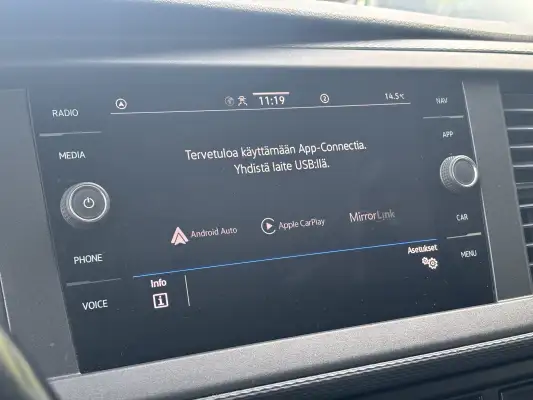 RADIO
MEDIA
PHONE
VOICE
11:19
14.5°C
Tervetuloa käyttämään App-Connectia.
Yhdistä laite USB:llä.
Android Auto
Apple CarPlay
MirrorLink
Info
Asetukset
NAV
APP
CAR
MENU